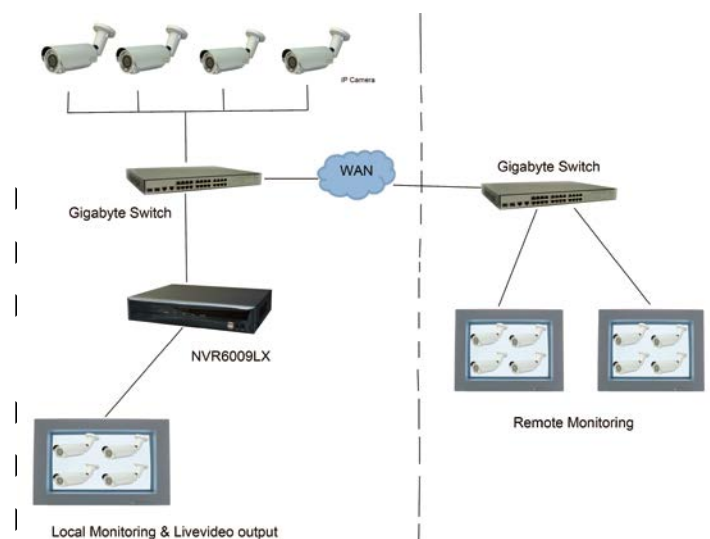 IP Camera
WAN
Gigabyte Switch
Gigabyte Switch
NVR6009LX
Remote Monitoring
Local Monitoring & Livevideo output